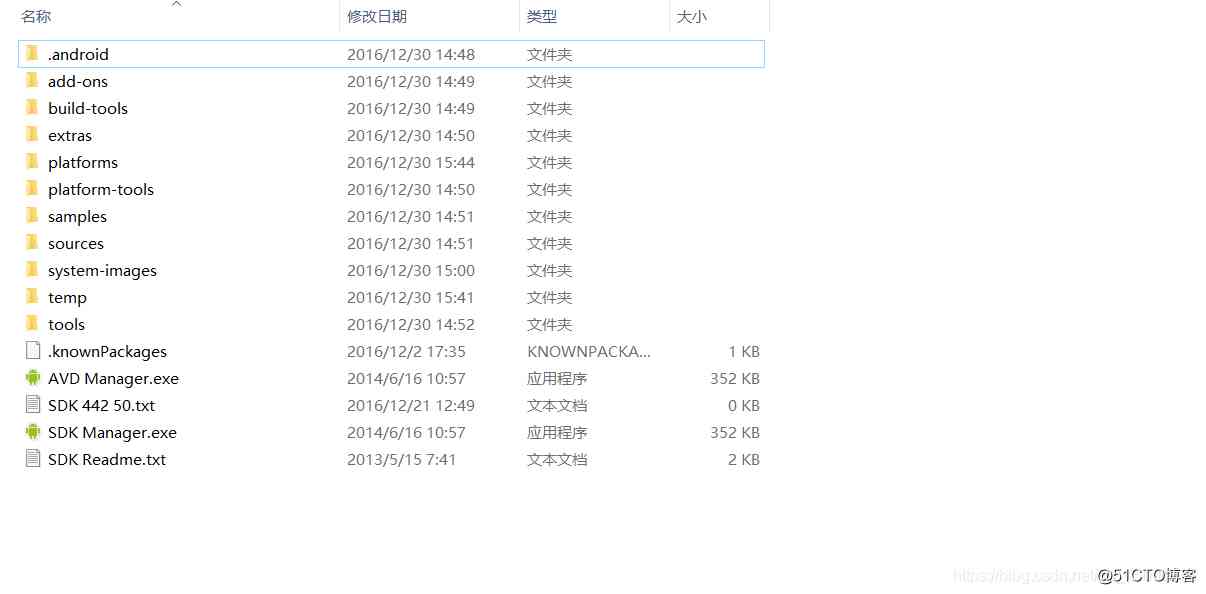 名称 修改日期 类型 大小
.android 2016/12/30 14:48 文件夹
add-ons 2016/12/30 14:49 文件夹
build-tools 2016/12/30 14:49 文件夹
extras 2016/12/30 14:50 文件夹
platforms 2016/12/30 15:44 文件夹
platform-tools 2016/12/30 14:50 文件夹
samples 2016/12/30 14:51 文件夹
sources 2016/12/30 14:51 文件夹
system-images 2016/12/30 15:00 文件夹
temp 2016/12/30 15:41 文件夹
tools 2016/12/30 14:52 文件夹
.knownPackages 2016/12/2 17:35 KNOWNPACKA... 1 KB
AVD Manager.exe 2014/6/16 10:57 应用程序 352 KB
SDK 442 50.txt 2016/12/21 12:49 文本文档 0 KB
SDK Manager.exe 2014/6/16 10:57 应用程序 352 KB
SDK Readme.txt 2013/5/15 7:41 文本文档 2 KB
https://blog.csdn.net @51CTO博客